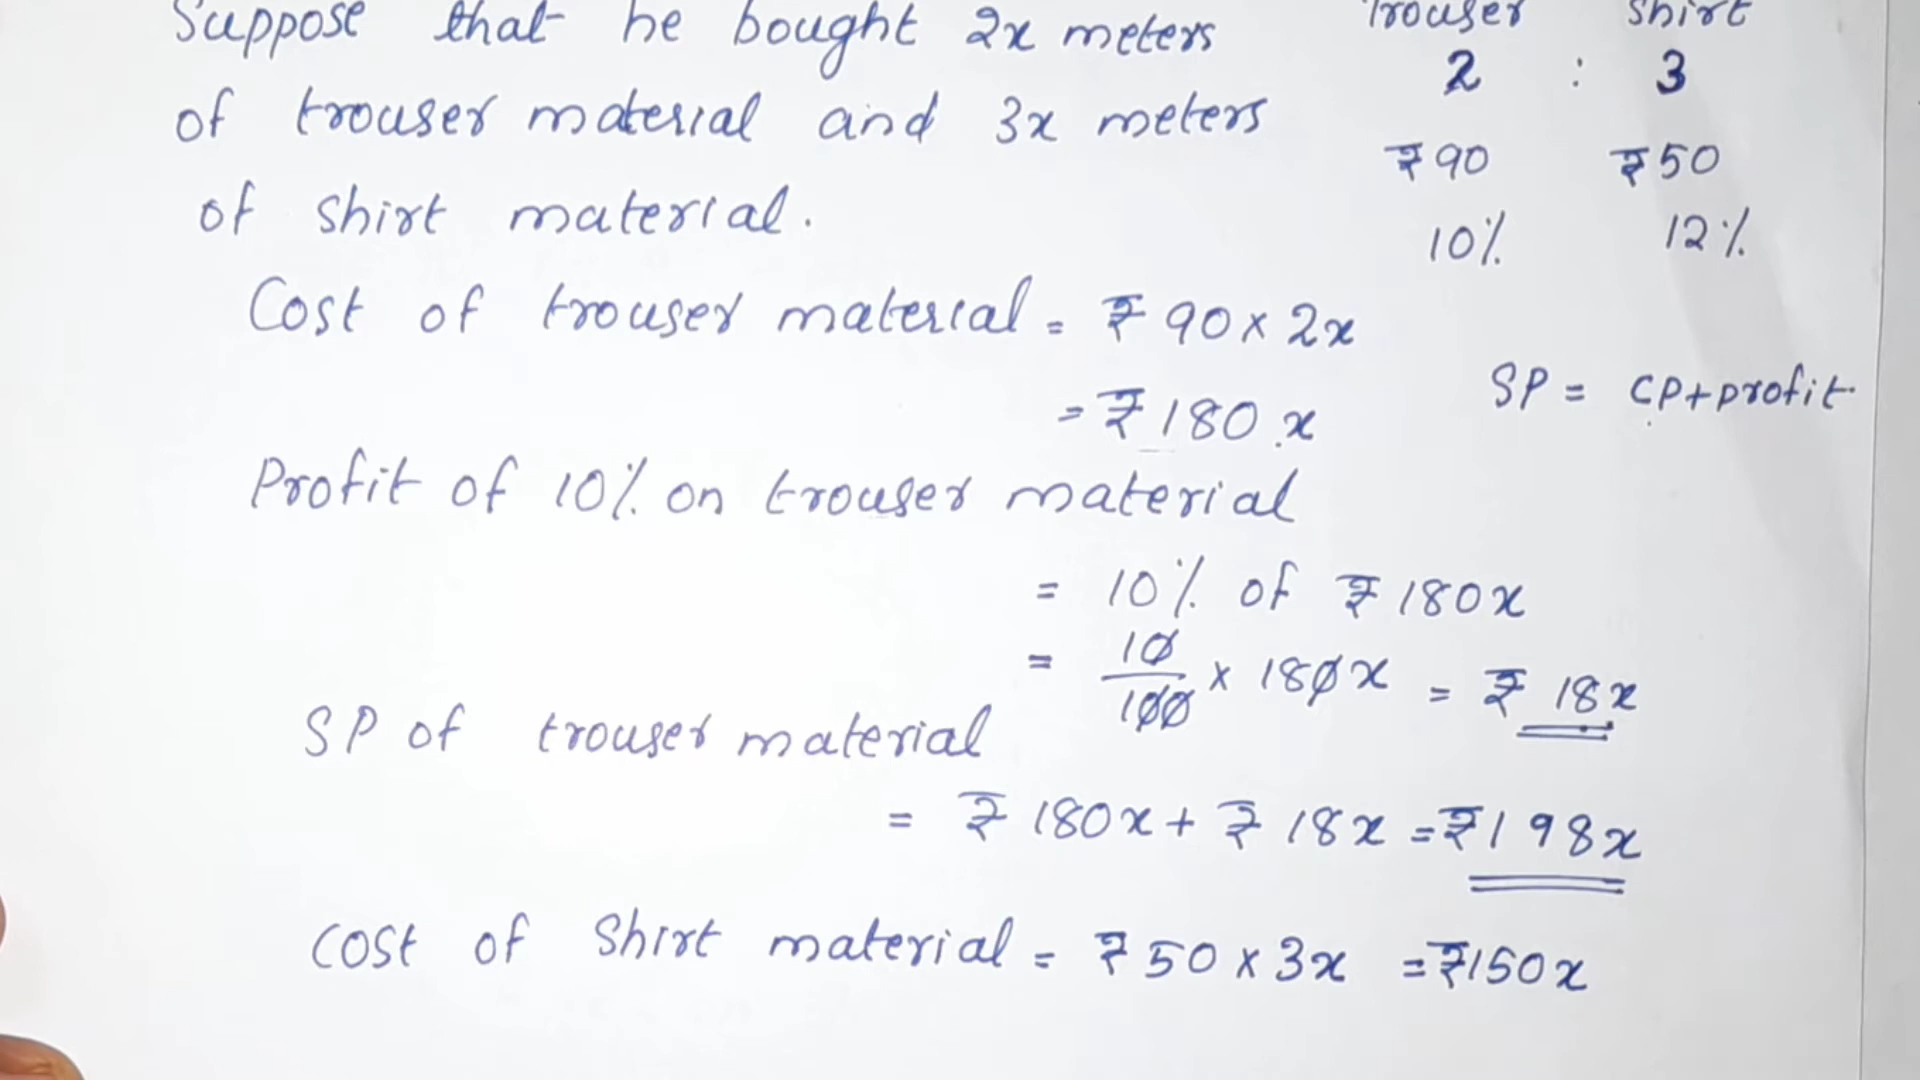 Suppose that he bought 2x meters
of trouser material and 3x meters
of shirt material.
Trouser Shirt
2 : 3
₹90 ₹50
10% 12%
Cost of trouser material = ₹ 90 x 2x
= ₹ 180 x
SP = CP+profit
Profit of 10% on trouser material
= 10% of ₹ 180x
= 10/100 x 180x = ₹ 18x
SP of trouser material
= ₹ 180x + ₹ 18x = ₹198x
Cost of Shirt material = ₹50 x 3x = ₹150x